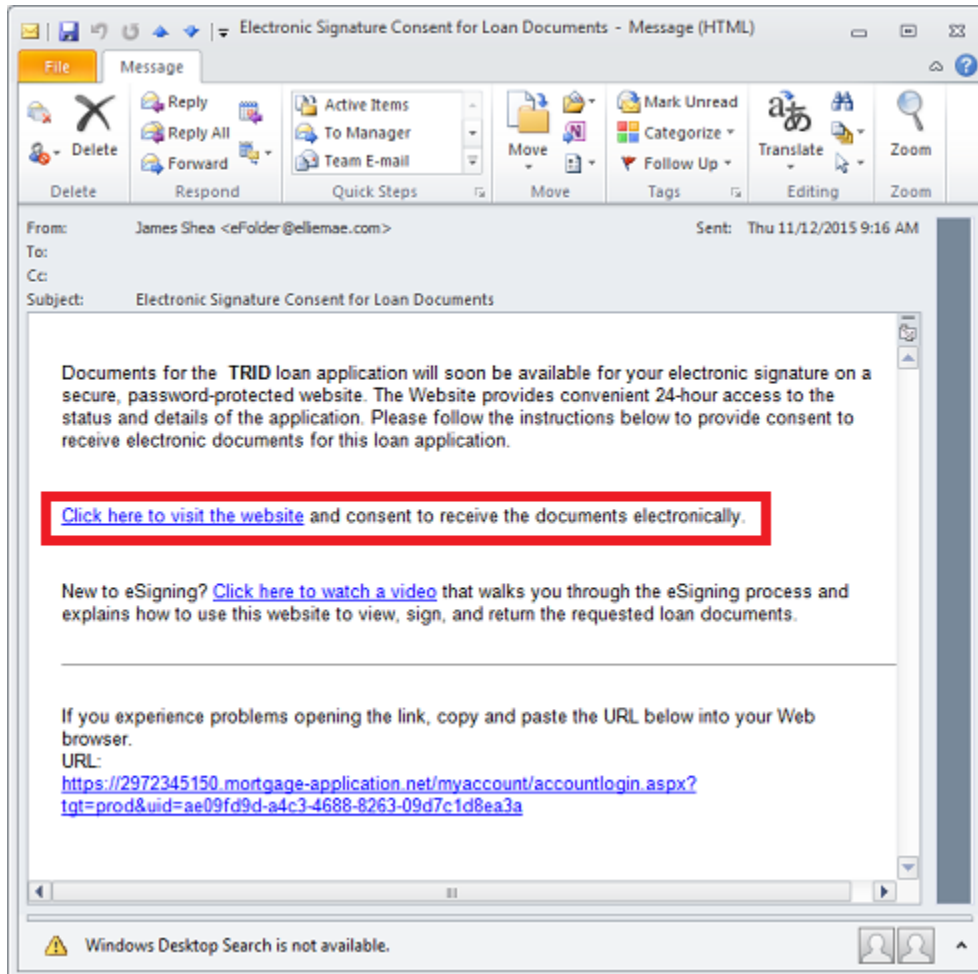 Electronic Signature Consent for Loan Documents - Message (HTML)
File Message
Delete
Reply
Reply All
Forward
Active Items
To Manager
Team E-mail
Move
Mark Unread
Categorize
Follow Up
Translate
Zoom
Delete Respond Quick Steps Move Tags Editing Zoom
From: James Shea <eFolder@elliemae.com> Sent: Thu 11/12/2015 9:16 AM
To:
Cc:
Subject: Electronic Signature Consent for Loan Documents
Documents for the TRID loan application will soon be available for your electronic signature on a
secure, password-protected website. The Website provides convenient 24-hour access to the
status and details of the application. Please follow the instructions below to provide consent to
receive electronic documents for this loan application.
Click here to visit the website and consent to receive the documents electronically.
New to eSigning? Click here to watch a video that walks you through the eSigning process and
explains how to use this website to view, sign, and return the requested loan documents.
If you experience problems opening the link, copy and paste the URL below into your Web
browser.
URL:
https://2972345150.mortgage-application.net/myaccount/accountlogin.aspx?
tgt=prod&uid=ae09fd9d-a4c3-4688-8263-09d7c1d8ea3a
Windows Desktop Search is not available.